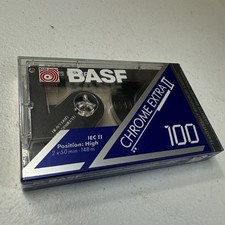 BASF
IEC II
Position: High
2 x 50 min · 148 m
CHROME EXTRA II
100